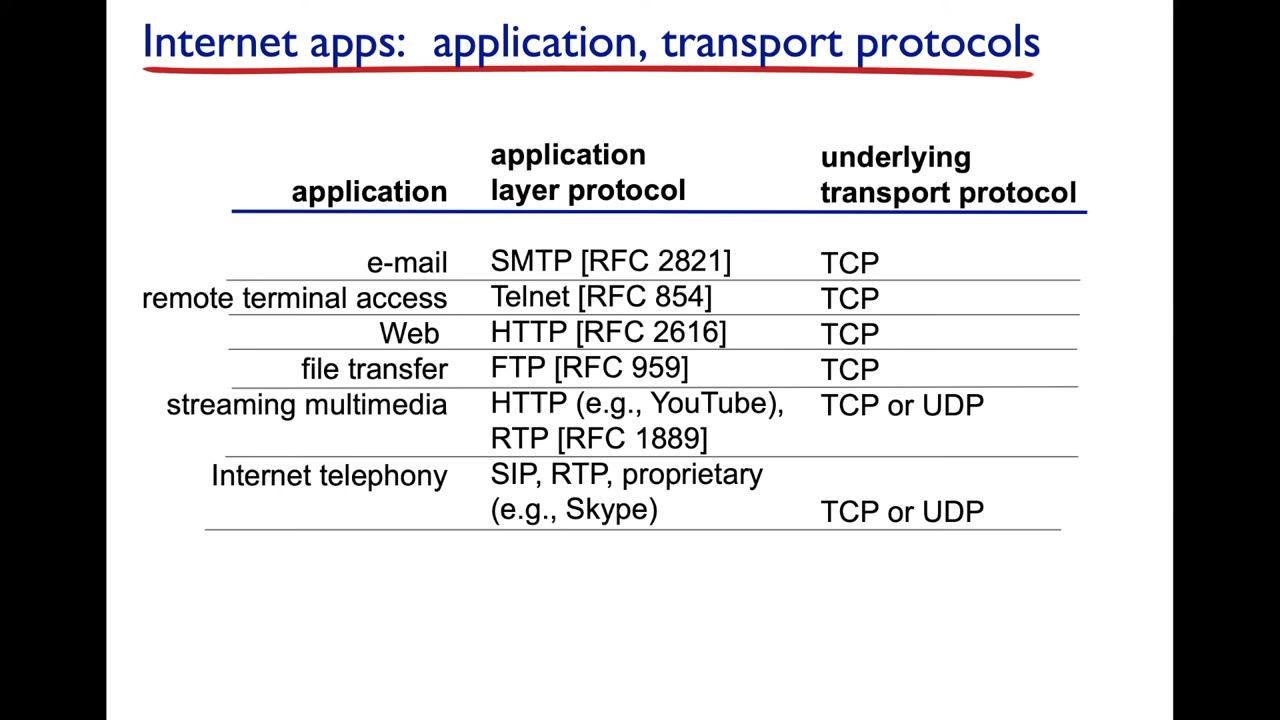 Internet apps: application, transport protocols
application
application layer protocol
underlying transport protocol
e-mail SMTP [RFC 2821] TCP
remote terminal access Telnet [RFC 854] TCP
Web HTTP [RFC 2616] TCP
file transfer FTP [RFC 959] TCP
streaming multimedia HTTP (e.g., YouTube), TCP or UDP
RTP [RFC 1889]
Internet telephony SIP, RTP, proprietary
(e.g., Skype) TCP or UDP